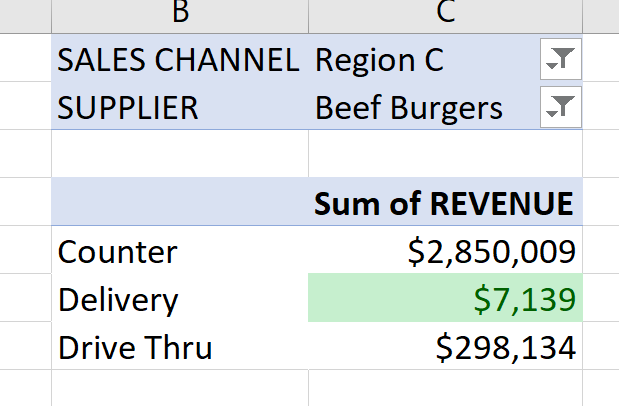 B C
SALES CHANNEL Region C
SUPPLIER Beef Burgers
Sum of REVENUE
Counter $2,850,009
Delivery $7,139
Drive Thru $298,134